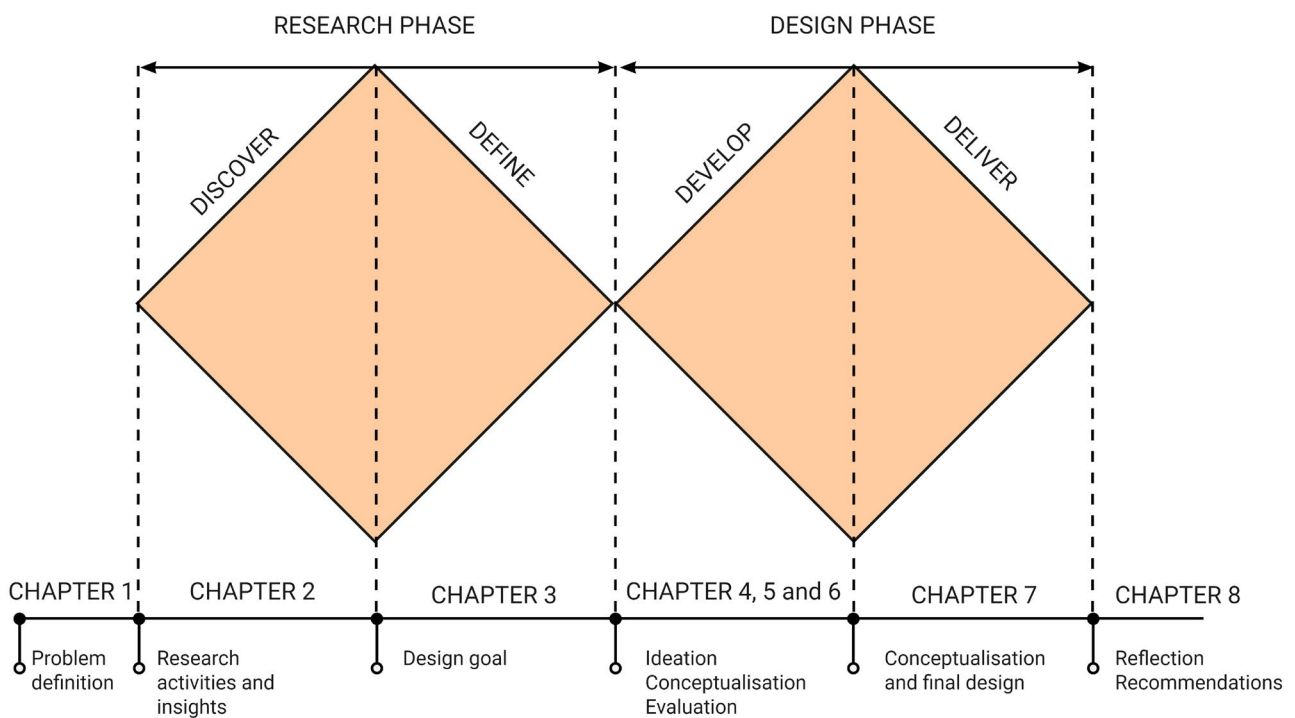 RESEARCH PHASE
DESIGN PHASE
DISCOVER
DEFINE
DEVELOP
DELIVER
CHAPTER 1
CHAPTER 2
CHAPTER 3
CHAPTER 4, 5 and 6
CHAPTER 7
CHAPTER 8
Problem
definition
Research
activities and
insights
Design goal
Ideation
Conceptualisation
Evaluation
Conceptualisation
and final design
Reflection
Recommendations